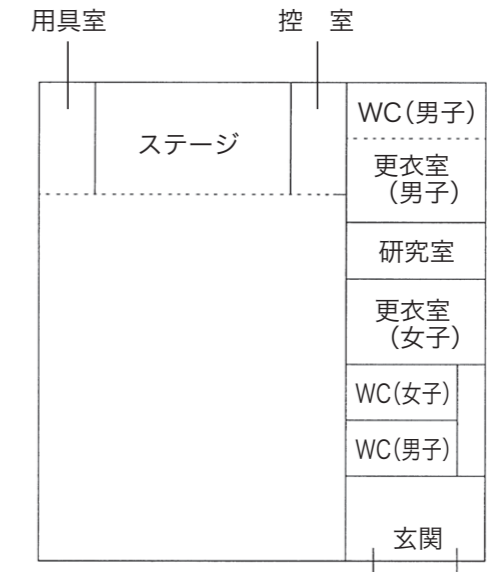 用具室
控 室
ステージ
WC(男子)
更衣室
(男子)
研究室
更衣室
(女子)
WC(女子)
WC(男子)
玄関